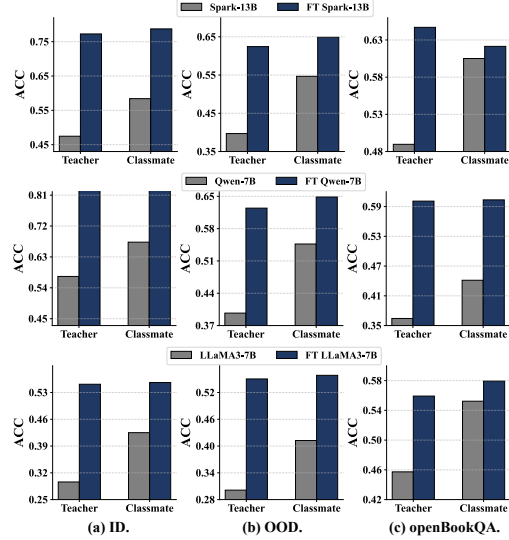 Spark-13B FT Spark-13B
ACC
0.75
0.65
0.55
0.45
Teacher Classmate
ACC
0.65
0.55
0.45
0.35
Teacher Classmate
ACC
0.63
0.58
0.53
0.48
Teacher Classmate
Qwen-7B FT Qwen-7B
ACC
0.81
0.72
0.63
0.54
0.45
Teacher Classmate
ACC
0.65
0.58
0.51
0.44
0.37
Teacher Classmate
ACC
0.59
0.53
0.47
0.41
0.35
Teacher Classmate
LLaMA3-7B FT LLaMA3-7B
ACC
0.53
0.46
0.39
0.32
0.25
Teacher Classmate
ACC
0.52
0.46
0.40
0.34
0.28
Teacher Classmate
ACC
0.58
0.54
0.50
0.46
0.42
Teacher Classmate
(a) ID. (b) OOD. (c) openBookQA.